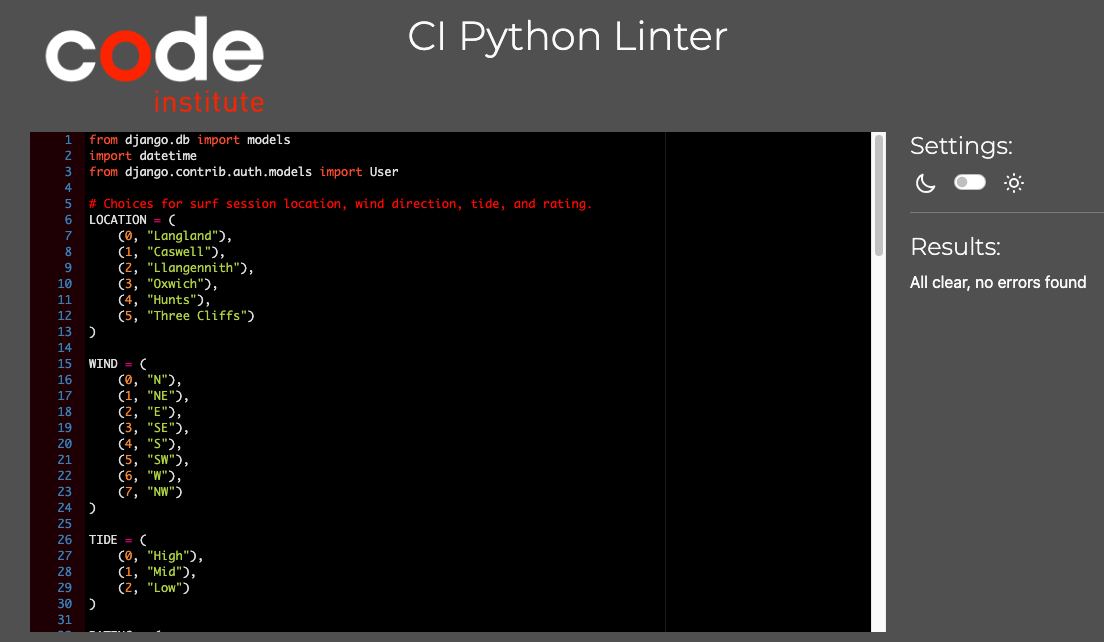 code
institute
CI Python Linter
1 from django.db import models
2 import datetime
3 from django.contrib.auth.models import User
4
5 # Choices for surf session location, wind direction, tide, and rating.
6 LOCATION = (
7     (0, "Langland"),
8     (1, "Caswell"),
9     (2, "Llangennith"),
10     (3, "Oxwich"),
11     (4, "Hunts"),
12     (5, "Three Cliffs")
13 )
14
15 WIND = (
16     (0, "N"),
17     (1, "NE"),
18     (2, "E"),
19     (3, "SE"),
20     (4, "S"),
21     (5, "SW"),
22     (6, "W"),
23     (7, "NW")
24 )
25
26 TIDE = (
27     (0, "High"),
28     (1, "Mid"),
29     (2, "Low")
30 )
31
Settings:
Results:
All clear, no errors found